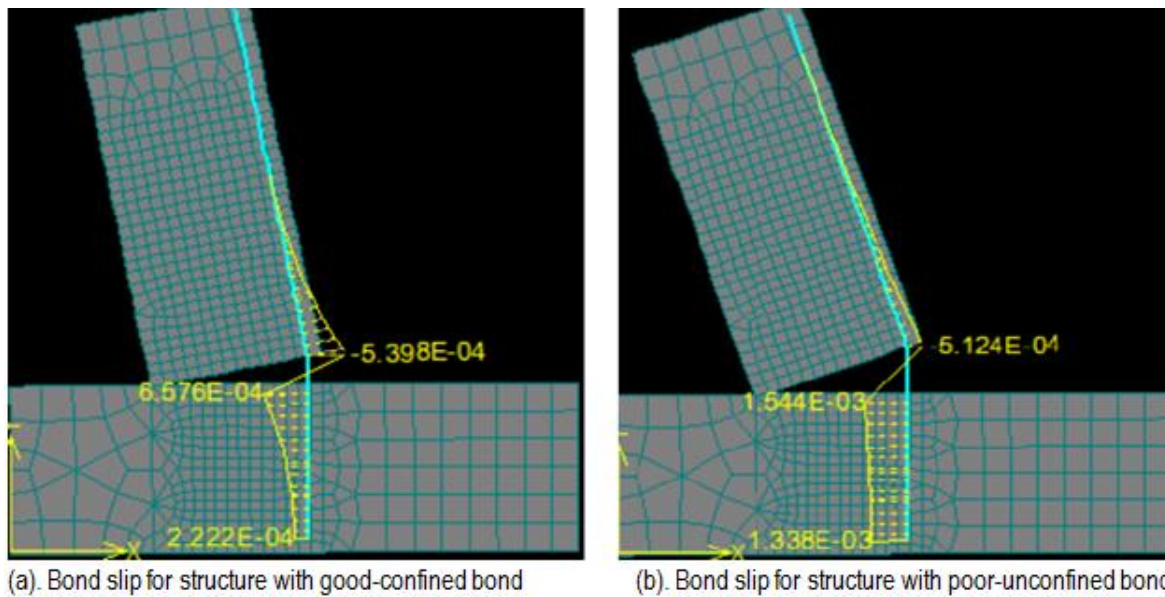 -5.398E-04
6.576E-04
2.222E-04
X
(a). Bond slip for structure with good-confined bond
-5.124E-04
1.544E-03
1.338E-03
X
(b). Bond slip for structure with poor-unconfined bond